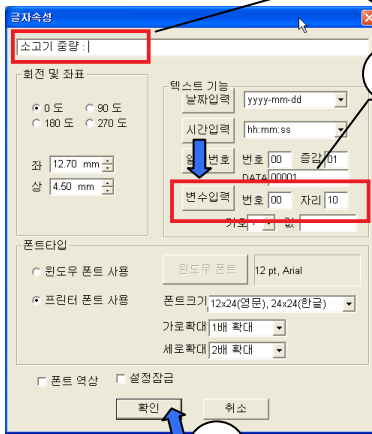 글자속성
소고기 중량 :
회전 및 좌표
0 도 90 도
180 도 270 도
좌 12.70 mm
상 4.50 mm
텍스트 기능
날짜입력 yyyy-mm-dd
시간입력 hh:mm:ss
번호 번호 00 증감 01
DATA 00001
변수입력 번호 00 자리 10
값
폰트타입
윈도우 폰트 사용 윈도우 폰트 12 pt, Arial
프린터 폰트 사용 폰트크기 12x24(영문), 24x24(한글)
가로확대 1배 확대
세로확대 2배 확대
폰트 역상 설정잠금
확인 취소